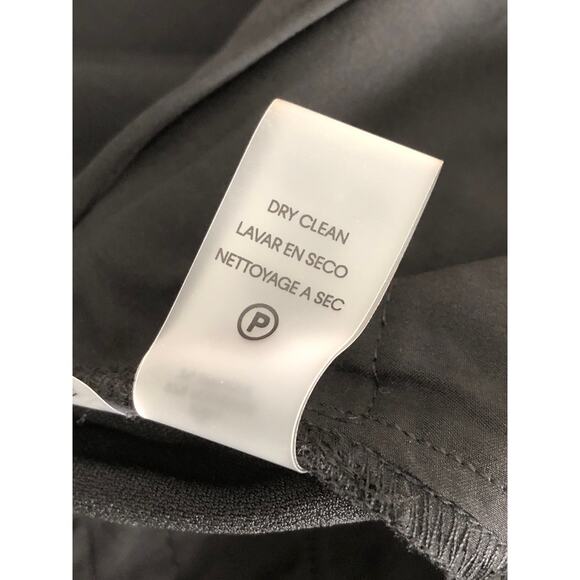 DRY CLEAN
LAVAR EN SECO
NETTOYAGE A SEC
P